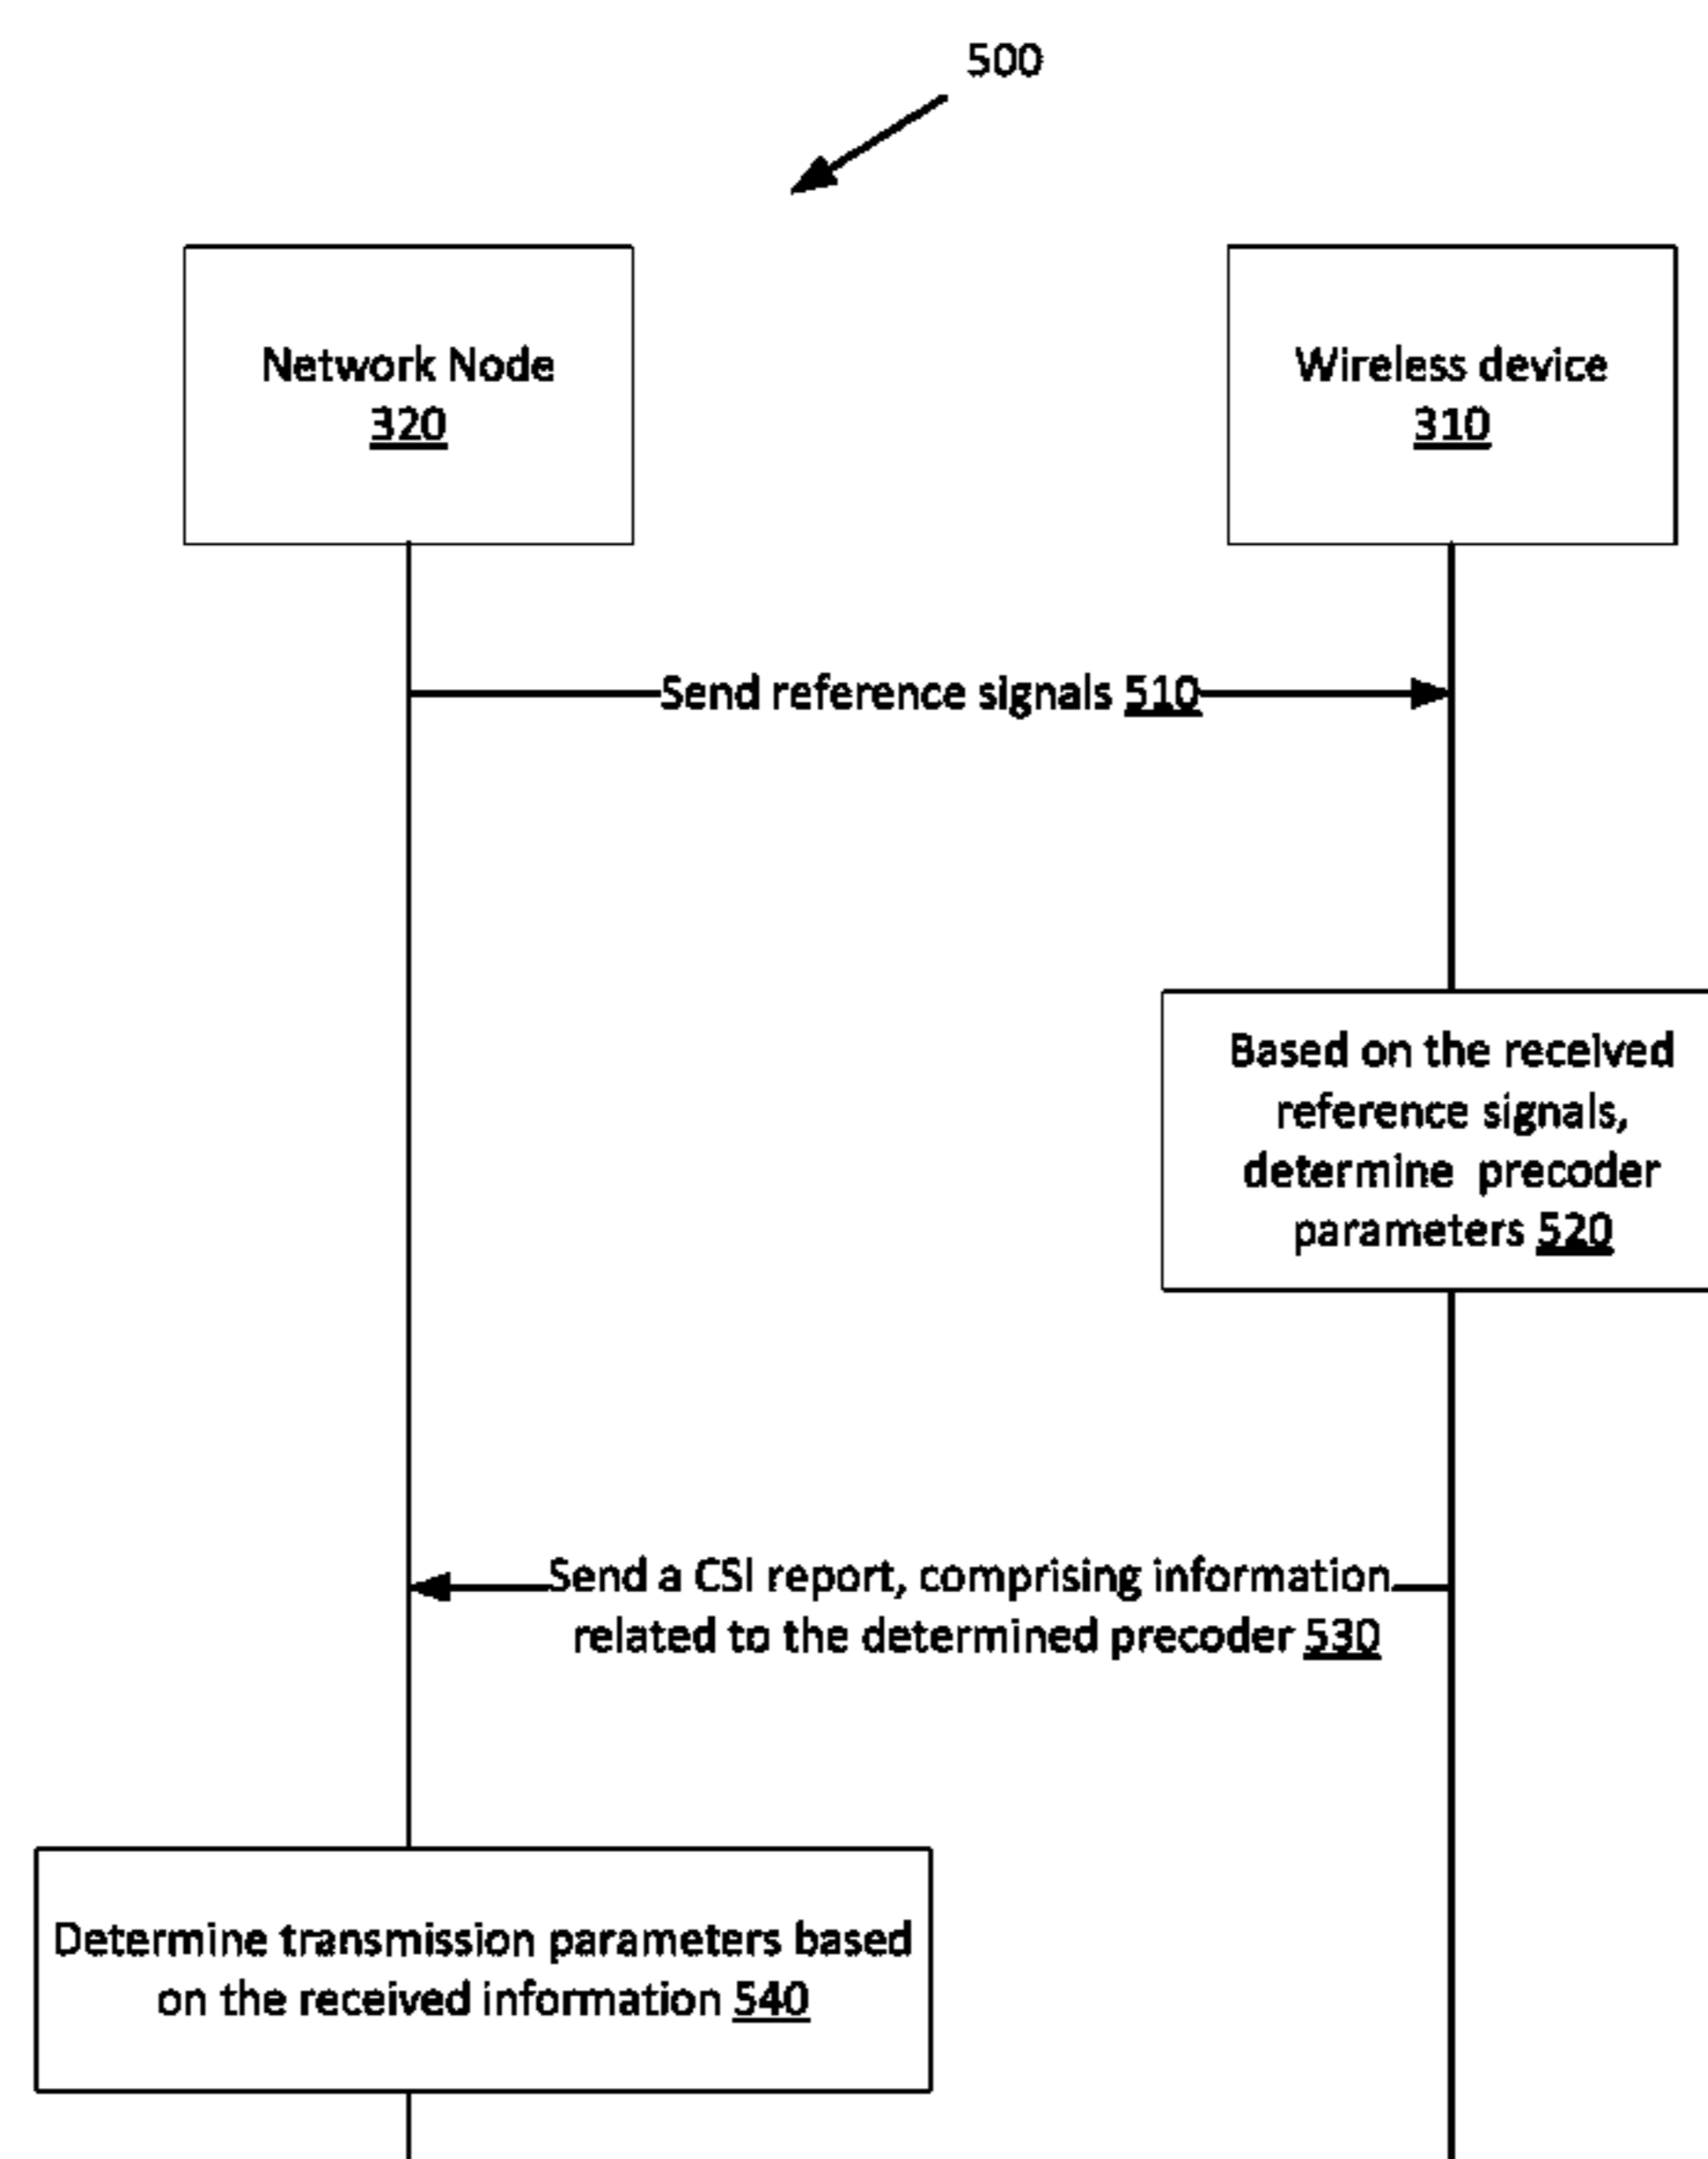 500
Network Node
320
Wireless device
310
Send reference signals 510
Based on the received
reference signals,
determine precoder
parameters 520
Send a CSI report, comprising information
related to the determined precoder 530
Determine transmission parameters based
on the received information 540